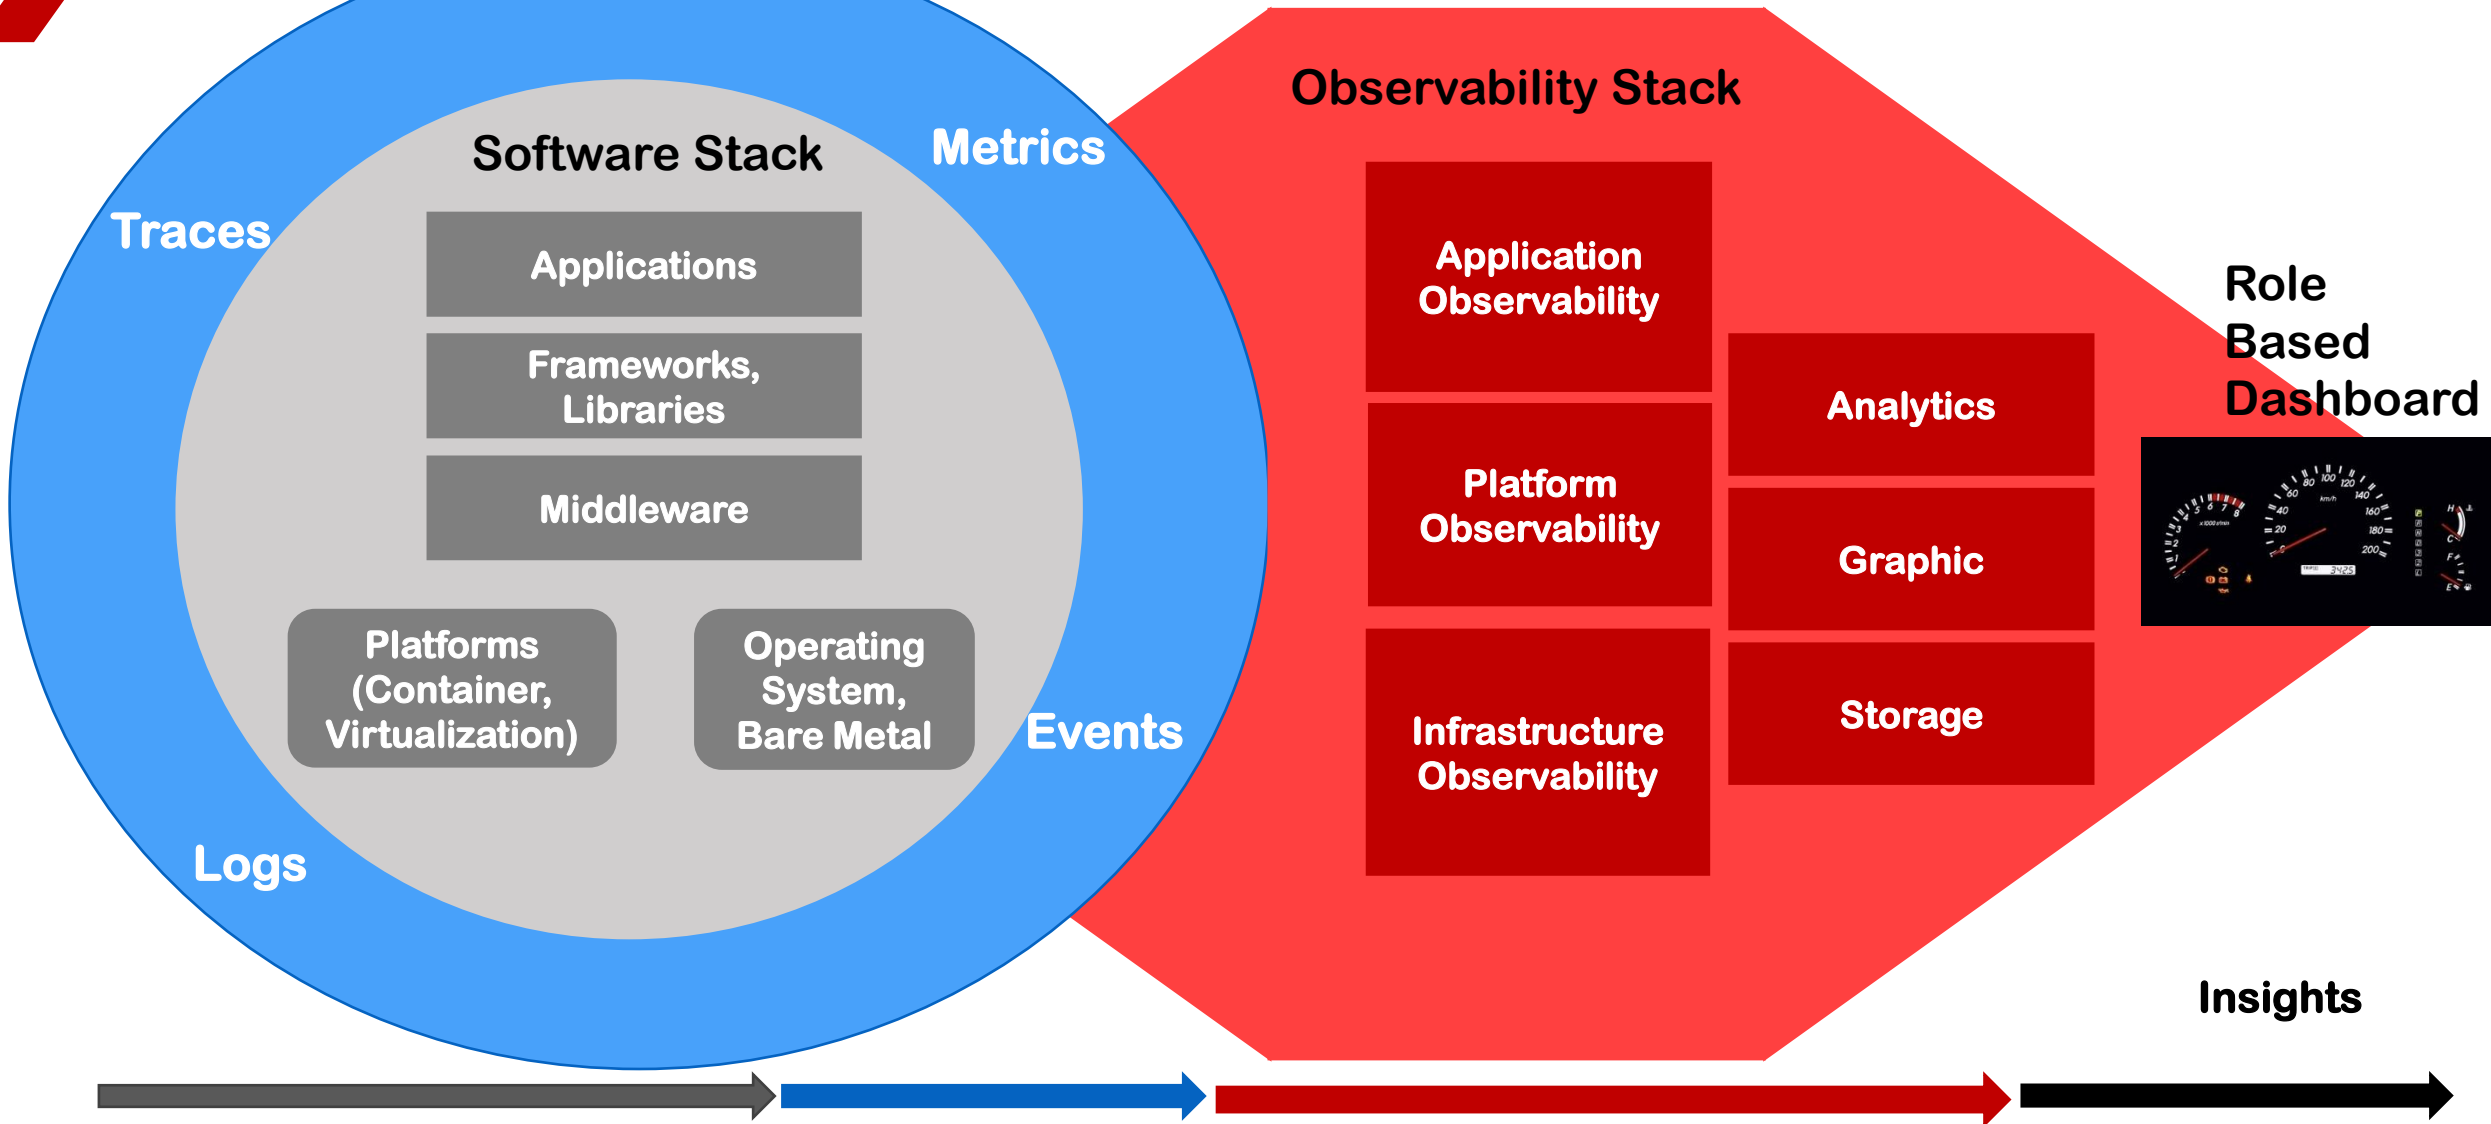 Software Stack
Metrics
Traces
Applications
Frameworks,
Libraries
Middleware
Platforms
(Container,
Virtualization)
Operating
System,
Bare Metal
Events
Logs
Observability Stack
Application
Observability
Platform
Observability
Infrastructure
Observability
Analytics
Graphic
Storage
Role
Based
Dashboard
Insights